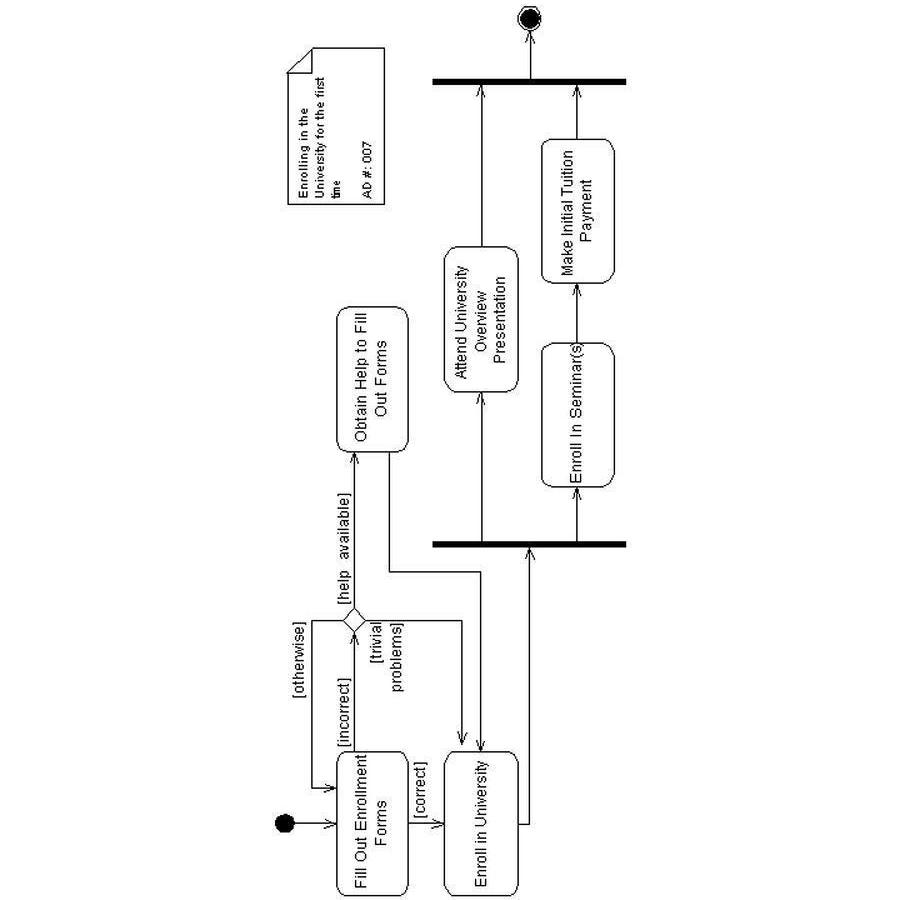 Enrolling in the
University for the first
time
AD #: 007
Fill Out Enrollment
Forms
[otherwise]
[incorrect]
[help available]
[trivial
problems]
Obtain Help to Fill
Out Forms
[correct]
Enroll in University
Attend University
Overview
Presentation
Enroll In Seminar(s)
Make Initial Tuition
Payment